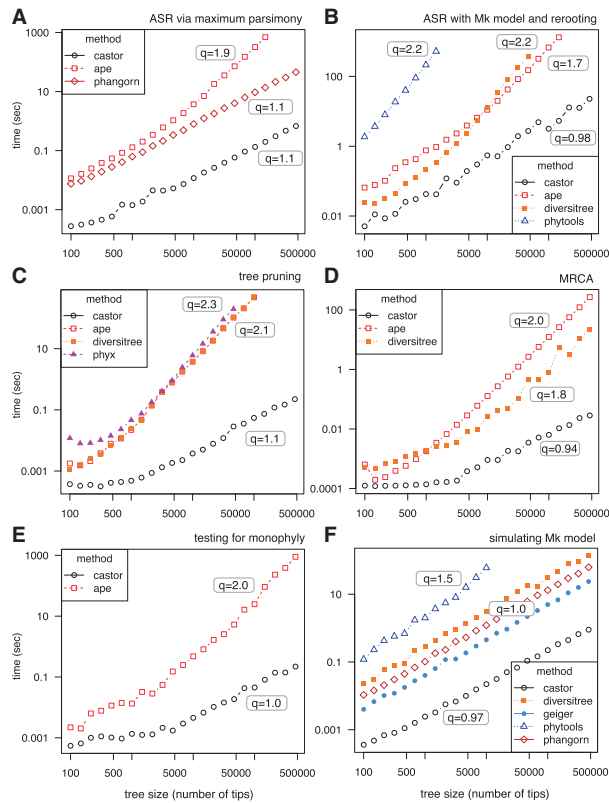 A
ASR via maximum parsimony
1000
10
0.1
0.001
time (sec)
method
castor
ape
phangorn
q=1.9
q=1.1
q=1.1
100
500
5000
50000
500000
B
ASR with Mk model and rerooting
100
1
0.01
q=2.2
q=2.2
q=1.7
q=0.98
method
castor
ape
diversitree
phytools
100
500
5000
50000
500000
C
tree pruning
10
0.1
0.001
time (sec)
method
castor
ape
diversitree
phyx
q=2.3
q=2.1
q=1.1
100
500
5000
50000
500000
D
MRCA
100
1
0.01
0.0001
method
castor
ape
diversitree
q=2.0
q=1.8
q=0.94
100
500
5000
50000
500000
E
testing for monophyly
1000
10
0.1
0.001
time (sec)
method
castor
ape
q=2.0
q=1.0
100
500
5000
50000
500000
tree size (number of tips)
F
simulating Mk model
10
0.1
0.001
q=1.5
q=1.0
q=0.97
method
castor
diversitree
geiger
phytools
phangorn
100
500
5000
50000
500000
tree size (number of tips)